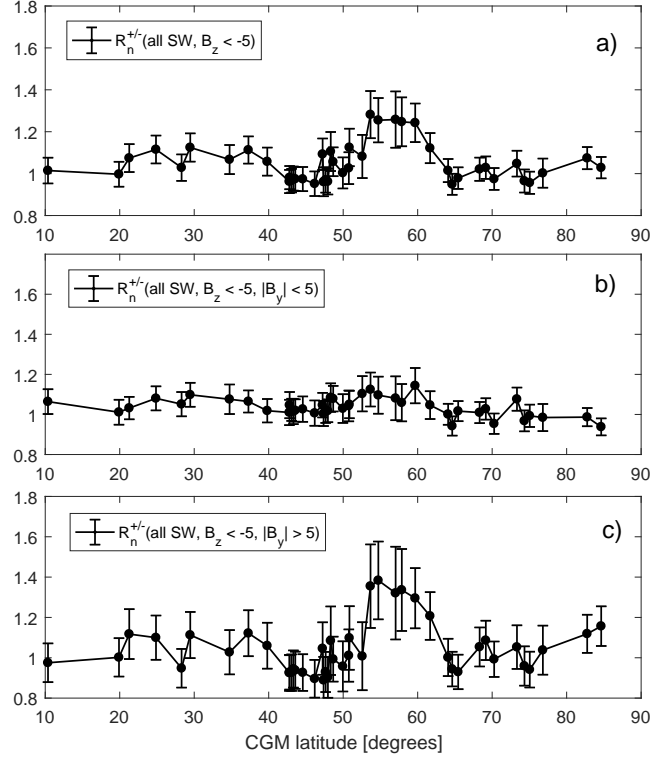 1.8
R_n^{+/-}(all SW, B_z < -5)
a)
1.6
1.4
1.2
1
0.8
10 20 30 40 50 60 70 80 90
1.8
R_n^{+/-}(all SW, B_z < -5, |B_y| < 5)
b)
1.6
1.4
1.2
1
0.8
10 20 30 40 50 60 70 80 90
1.8
R_n^{+/-}(all SW, B_z < -5, |B_y| > 5)
c)
1.6
1.4
1.2
1
0.8
10 20 30 40 50 60 70 80 90
CGM latitude [degrees]